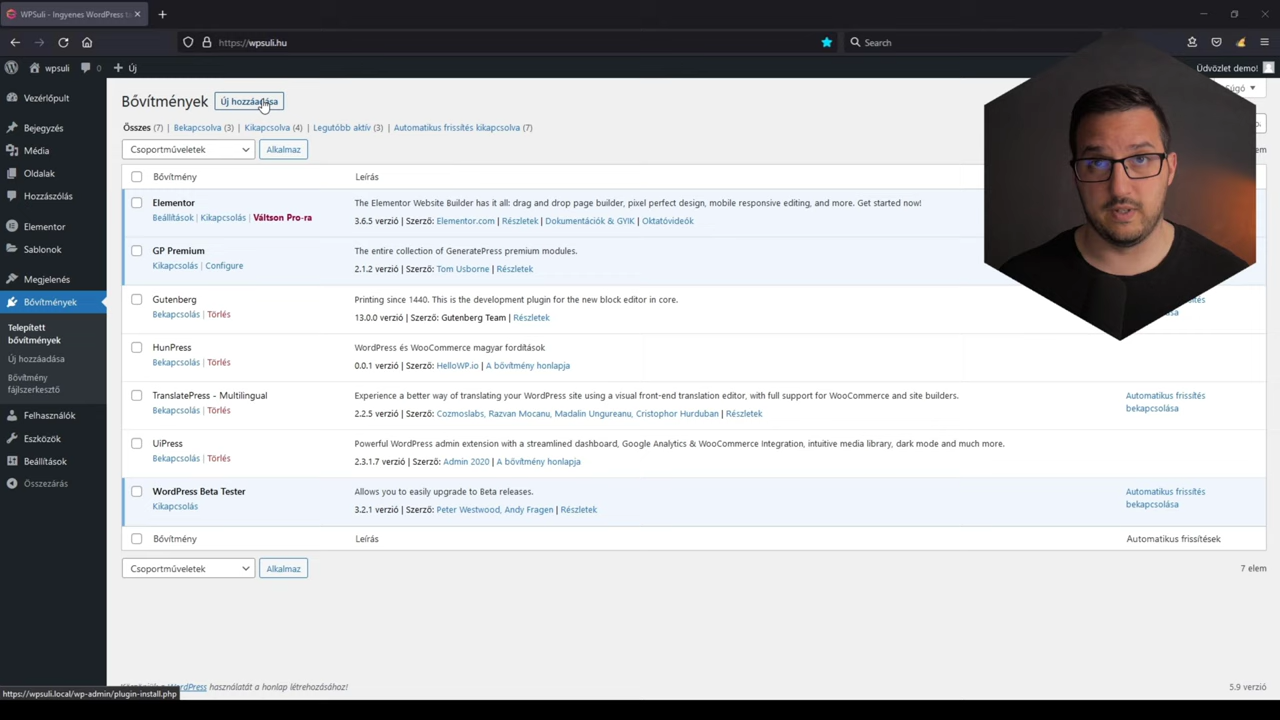 WPSuli - Ingyenes WordPress t
https://wpsuli.hu
Search
wpsuli
0
Új
Üdvözlet demo!
Vezérlőpult
Bejegyzés
Média
Oldalak
Hozzászólás
Elementor
Sablonok
Megjelenés
Bővítmények
Telepített
bővítmények
Új hozzáadása
Bővítmény
fájlszerkesztő
Felhasználók
Eszközök
Beállítások
Összezárás
Bővítmények
Új hozzáadása
Súgó
Összes (7) | Bekapcsolva (3) | Kikapcsolva (4) | Legutóbb aktív (3) | Automatikus frissítés kikapcsolva (7)
Csoportműveletek
Alkalmaz
Bővítmény
Leírás
Elementor
Beállítások | Kikapcsolás | Váltson Pro-ra
The Elementor Website Builder has it all: drag and drop page builder, pixel perfect design, mobile responsive editing, and more. Get started now!
3.6.5 verzió | Szerző: Elementor.com | Részletek | Dokumentációk & GYIK | Oktatóvideók
GP Premium
Kikapcsolás | Configure
The entire collection of GeneratePress premium modules.
2.1.2 verzió | Szerző: Tom Usborne | Részletek
Gutenberg
Bekapcsolás | Törlés
Printing since 1440. This is the development plugin for the new block editor in core.
13.0.0 verzió | Szerző: Gutenberg Team | Részletek
HunPress
Bekapcsolás | Törlés
WordPress és WooCommerce magyar fordítások
0.0.1 verzió | Szerző: HelloWP.io | A bővítmény honlapja
TranslatePress - Multilingual
Bekapcsolás | Törlés
Experience a better way of translating your WordPress site using a visual front-end translation editor, with full support for WooCommerce and site builders.
2.2.5 verzió | Szerző: Cozmoslabs, Razvan Mocanu, Madalin Ungureanu, Cristophor Hurduban | Részletek
Automatikus frissítés
bekapcsolása
UiPress
Bekapcsolás | Törlés
Powerful WordPress admin extension with a streamlined dashboard, Google Analytics & WooCommerce Integration, intuitive media library, dark mode and much more.
2.3.1.7 verzió | Szerző: Admin 2020 | A bővítmény honlapja
WordPress Beta Tester
Kikapcsolás
Allows you to easily upgrade to Beta releases.
3.2.1 verzió | Szerző: Peter Westwood, Andy Fragen | Részletek
Automatikus frissítés
bekapcsolása
Bővítmény
Leírás
Automatikus frissítések
Csoportműveletek
Alkalmaz
7 elem
WordPress használatát a honlap létrehozásához!
5.9 verzió
https://wpsuli.local/wp-admin/plugin-install.php